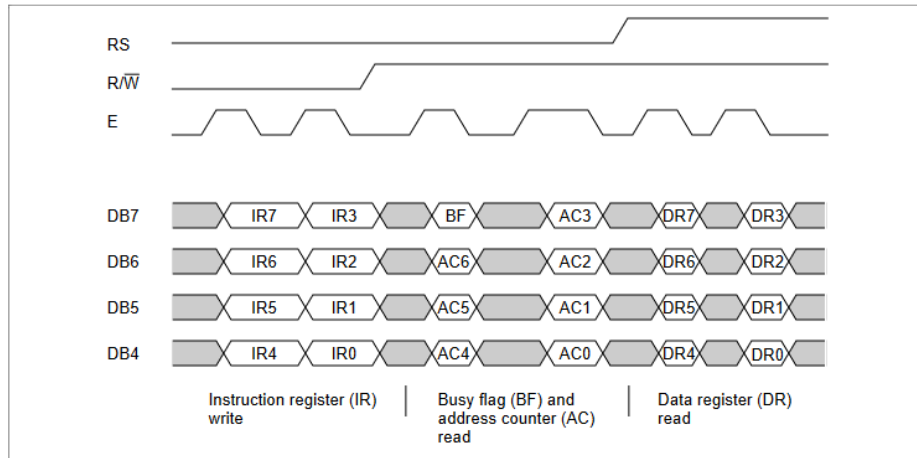 RS
R/W̅
E
DB7 IR7 IR3 BF AC3 DR7 DR3
DB6 IR6 IR2 AC6 AC2 DR6 DR2
DB5 IR5 IR1 AC5 AC1 DR5 DR1
DB4 IR4 IR0 AC4 AC0 DR4 DR0
Instruction register (IR)
write
Busy flag (BF) and
address counter (AC)
read
Data register (DR)
read